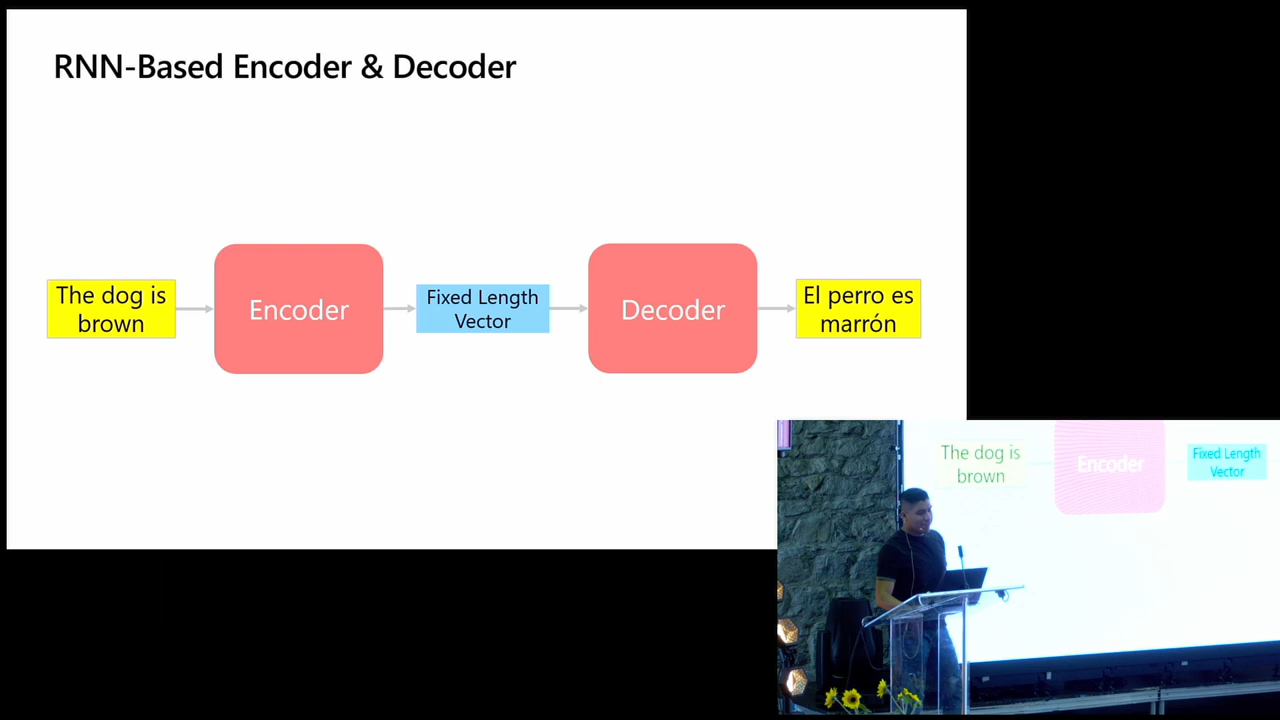 RNN-Based Encoder & Decoder
The dog is
brown
Encoder
Fixed Length
Vector
Decoder
El perro es
marrón
The dog is
brown
Encoder
Fixed Length
Vector